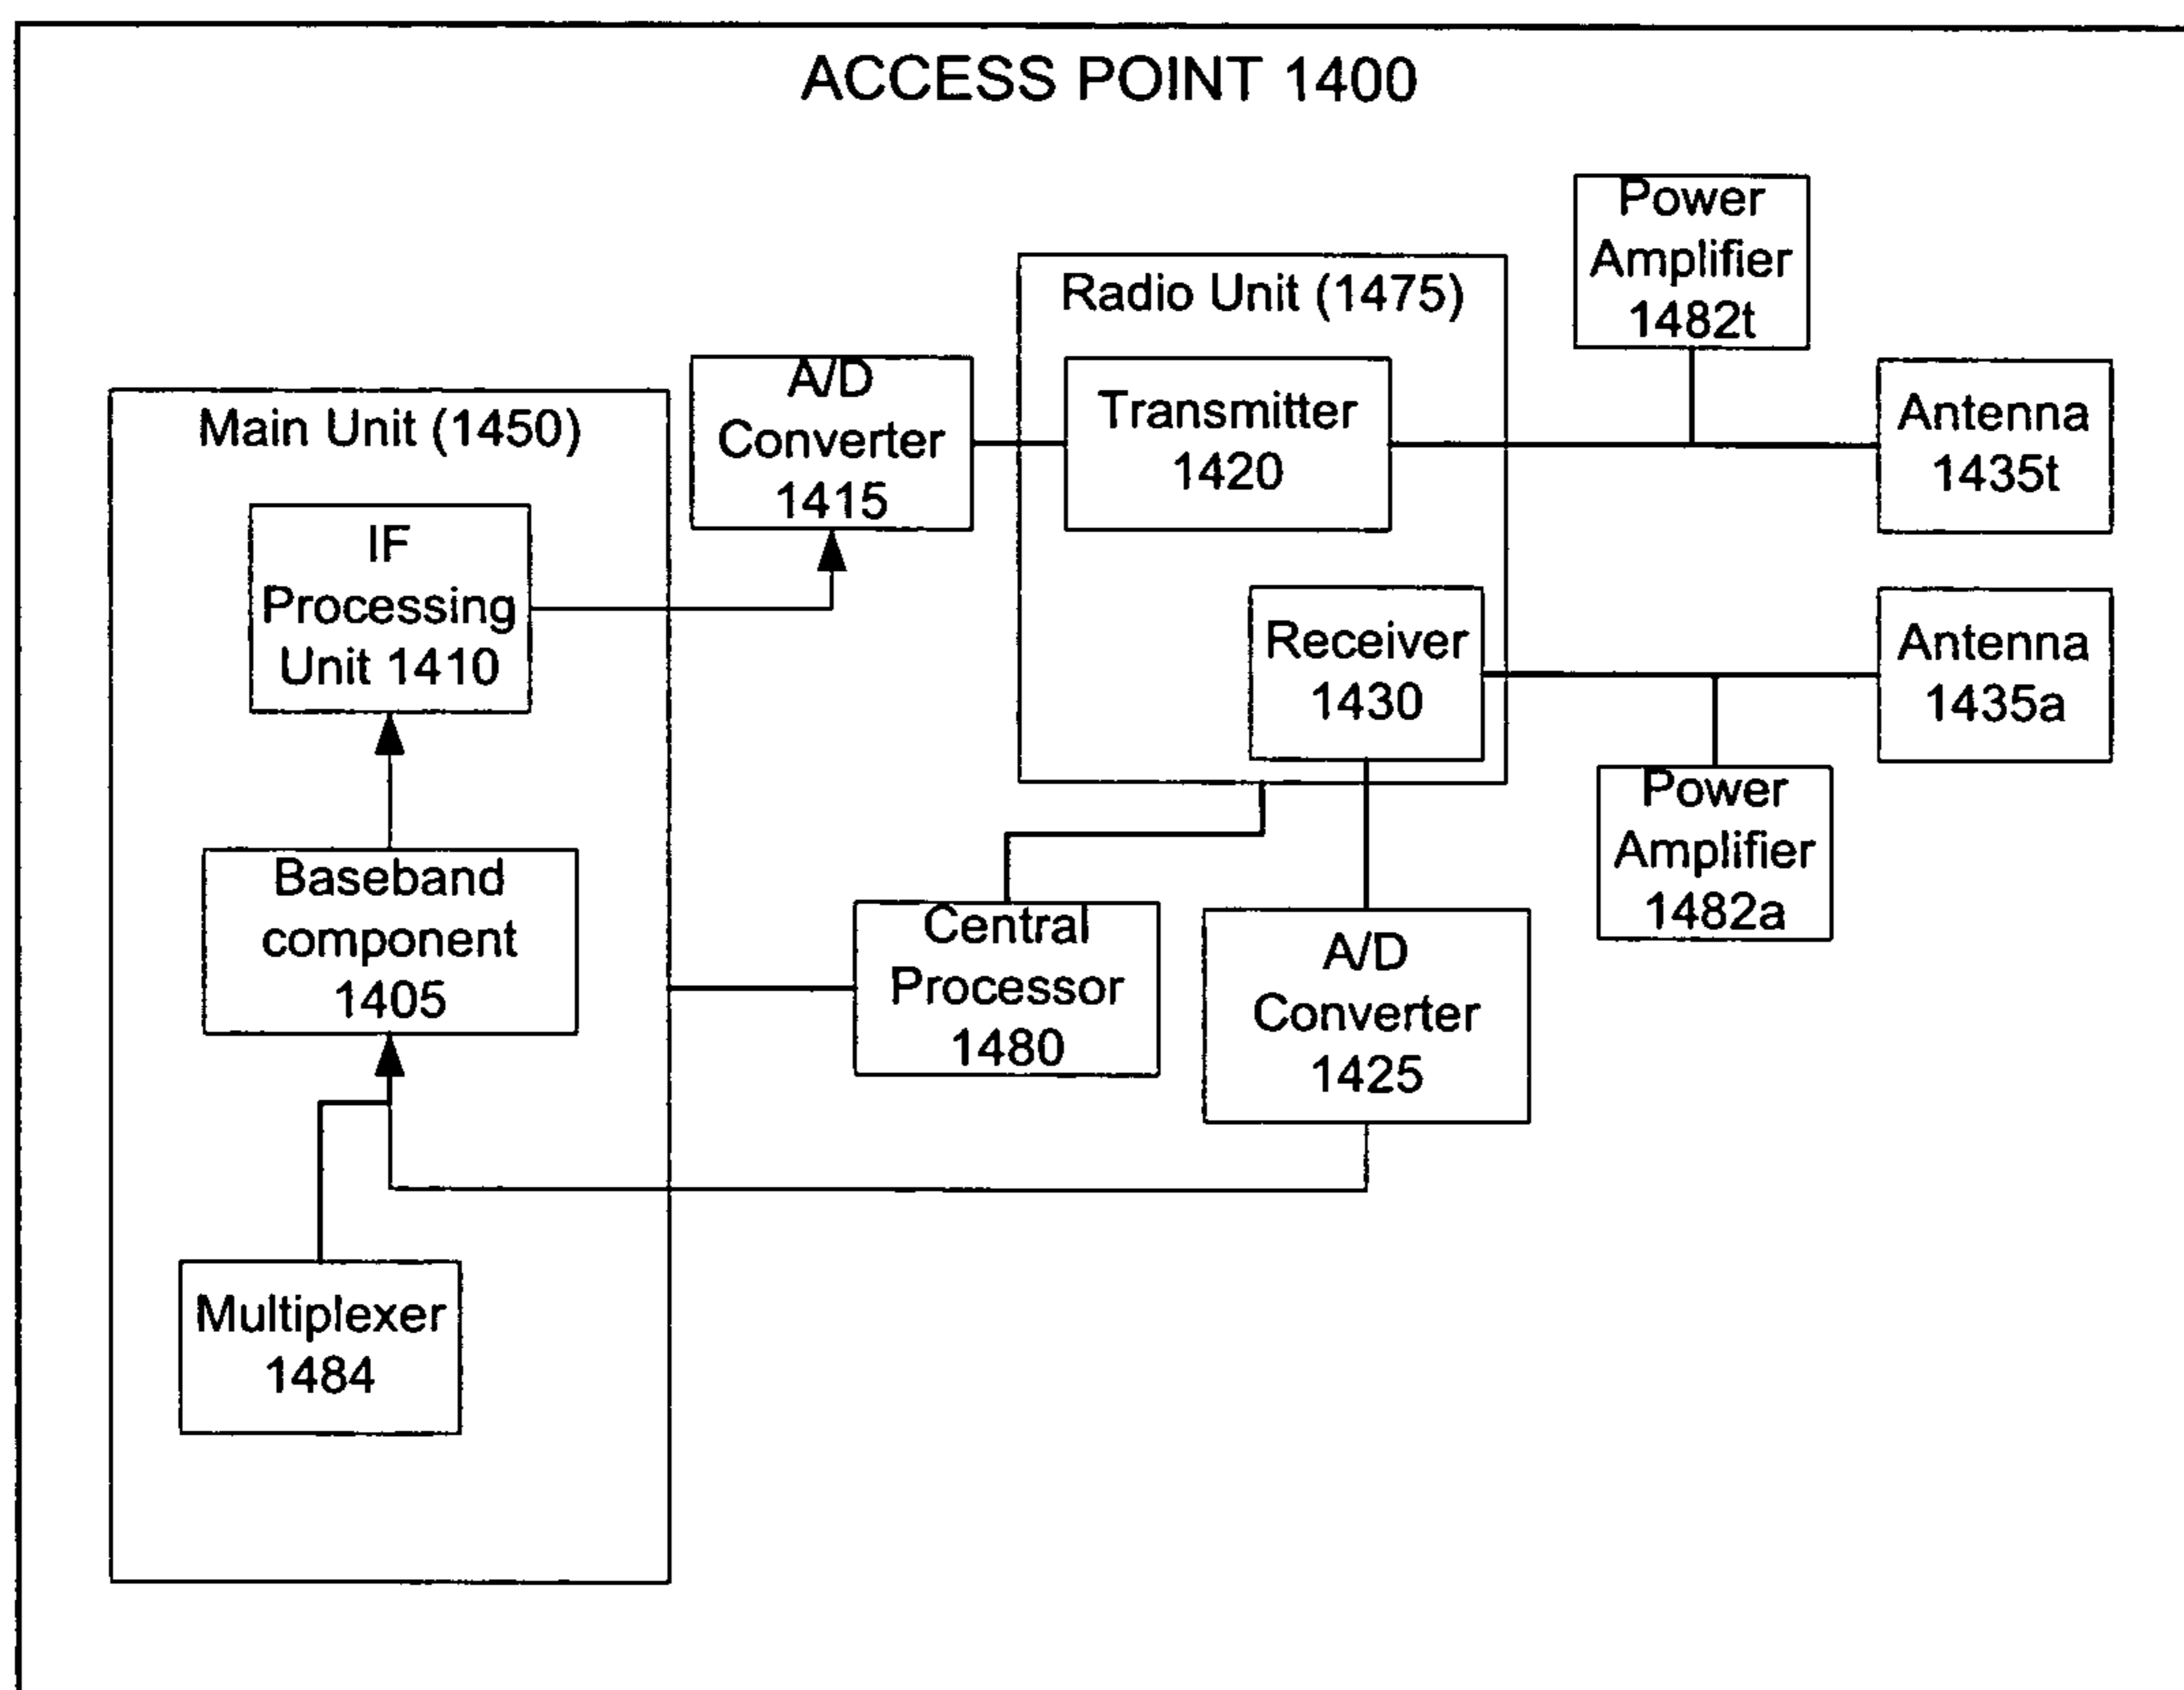 ACCESS POINT 1400
Power
Amplifier
1482t
Radio Unit (1475)
A/D
Converter
1415
Transmitter
1420
Antenna
1435t
Main Unit (1450)
IF
Processing
Unit 1410
Receiver
1430
Antenna
1435a
Power
Amplifier
1482a
Baseband
component
1405
Central
Processor
1480
A/D
Converter
1425
Multiplexer
1484